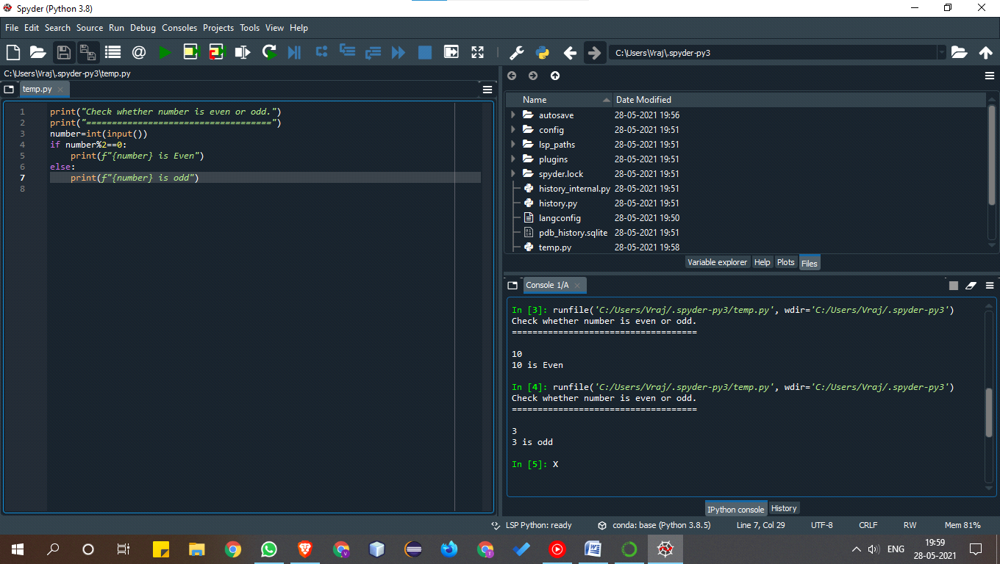 Spyder (Python 3.8)
File Edit Search Source Run Debug Consoles Projects Tools View Help
C:\Users\Vraj\.spyder-py3
C:\Users\Vraj\.spyder-py3\temp.py
temp.py
1 print("Check whether number is even or odd.")
2 print("====================================")
3 number=int(input())
4 if number%2==0:
5 print(f"{number} is Even")
6 else:
7 print(f"{number} is odd")
8
Name Date Modified
autosave 28-05-2021 19:56
config 28-05-2021 19:51
lsp_paths 28-05-2021 19:51
plugins 28-05-2021 19:51
spyder.lock 28-05-2021 19:51
history_internal.py 28-05-2021 19:51
history.py 28-05-2021 19:51
langconfig 28-05-2021 19:50
pdb_history.sqlite 28-05-2021 19:51
temp.py 28-05-2021 19:58
Variable explorer Help Plots Files
Console 1/A
In [3]: runfile('C:/Users/Vraj/.spyder-py3/temp.py', wdir='C:/Users/Vraj/.spyder-py3')
Check whether number is even or odd.
====================================
10
10 is Even
In [4]: runfile('C:/Users/Vraj/.spyder-py3/temp.py', wdir='C:/Users/Vraj/.spyder-py3')
Check whether number is even or odd.
====================================
3
3 is odd
In [5]: X
IPython console History
LSP Python: ready conda: base (Python 3.8.5) Line 7, Col 29 UTF-8 CRLF RW Mem 81%
ENG 19:59
28-05-2021